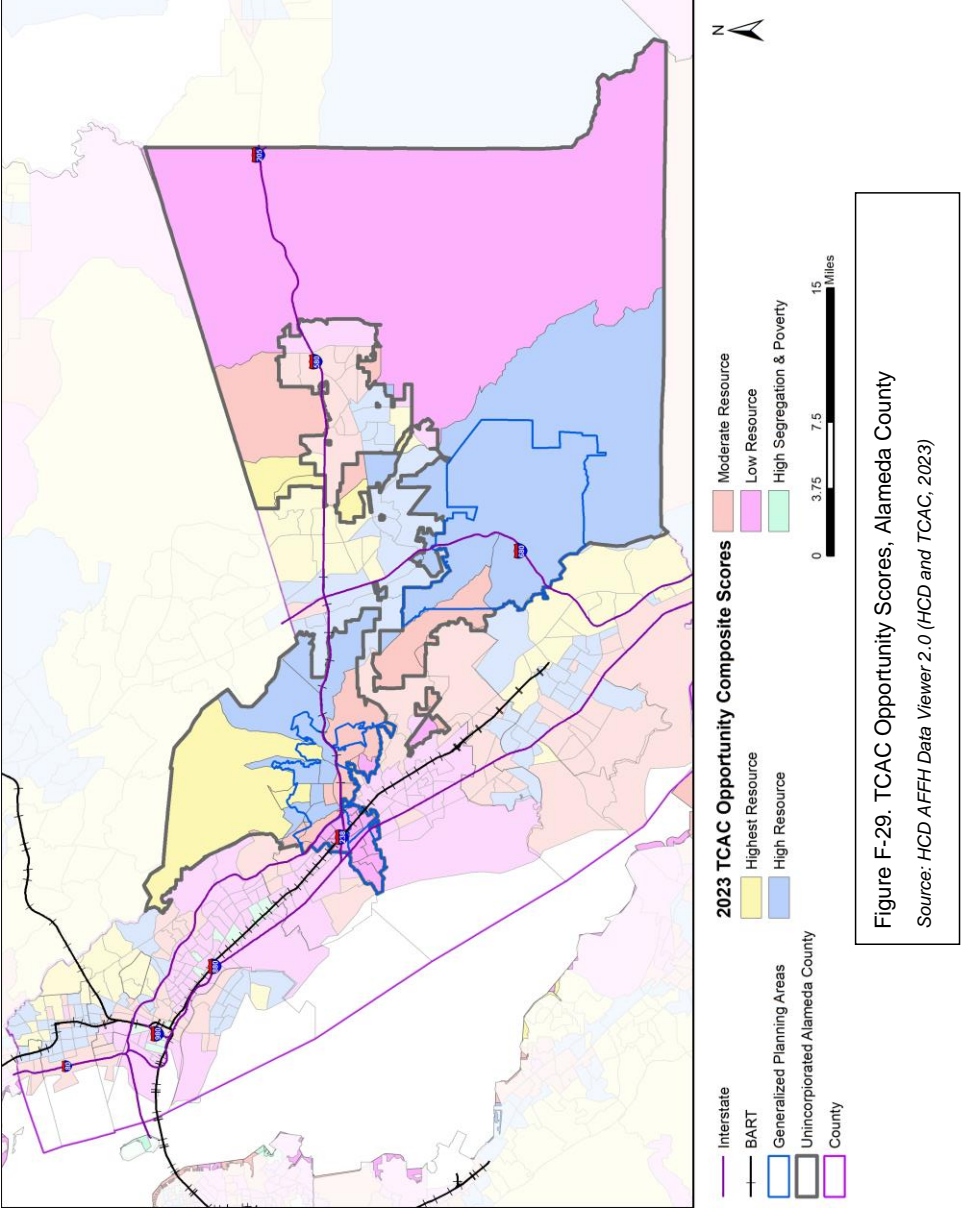 N
Interstate
BART
Generalized Planning Areas
Unincorpiorated Alameda County
County
2023 TCAC Opportunity Composite Scores
Highest Resource
High Resource
Moderate Resource
Low Resource
High Segregation & Poverty
0 3.75 7.5 15
Miles
Figure F-29. TCAC Opportunity Scores, Alameda County
Source: HCD AFFH Data Viewer 2.0 (HCD and TCAC, 2023)